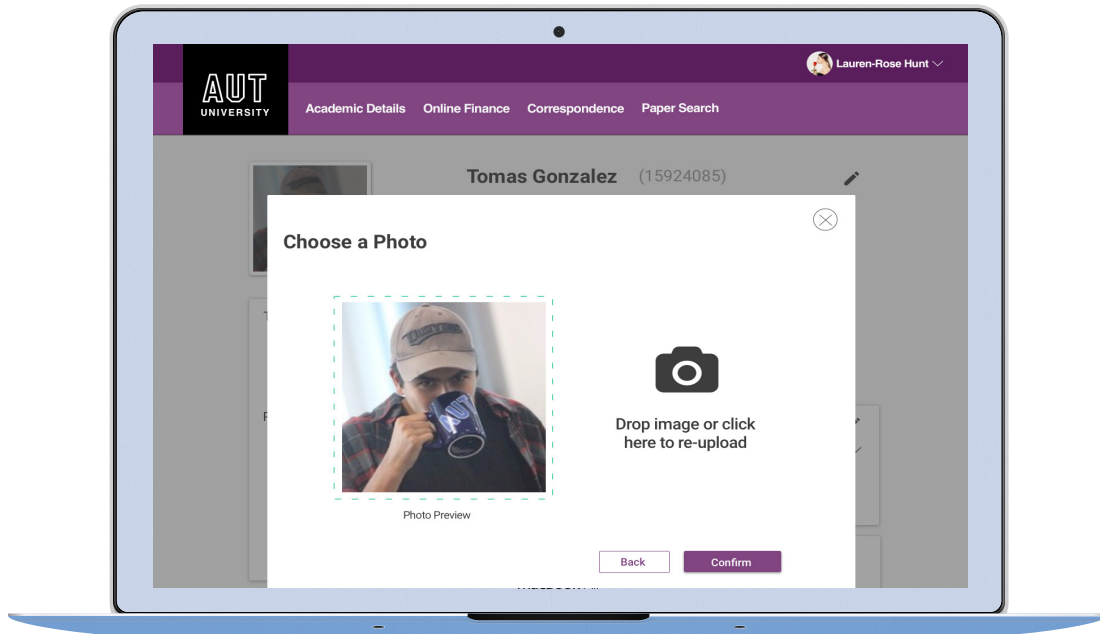 Lauren-Rose Hunt
AUT
UNIVERSITY
Academic Details Online Finance Correspondence Paper Search
Tomas Gonzalez (15924085)
Choose a Photo
AUT
Drop image or click
here to re-upload
Photo Preview
Back Confirm